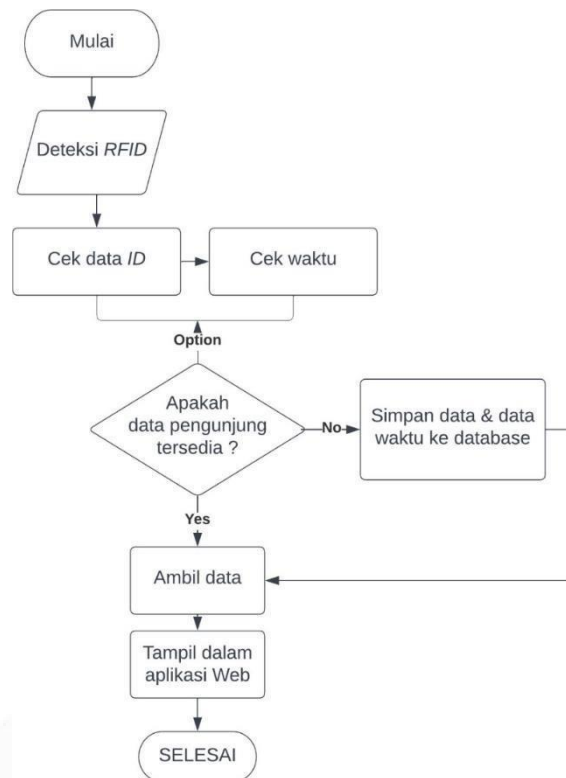 Mulai
Deteksi RFID
Cek data ID
Cek waktu
Option
Apakah
data pengunjung
tersedia ?
No
Simpan data & data
waktu ke database
Yes
Ambil data
Tampil dalam
aplikasi Web
SELESAI